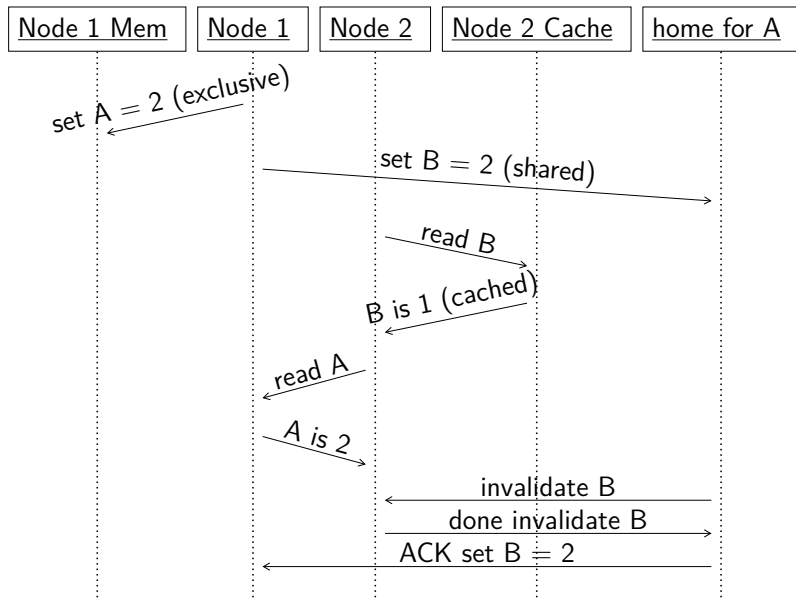 Node 1 Mem
Node 1
Node 2
Node 2 Cache
home for A
set A = 2 (exclusive)
set B = 2 (shared)
read B
B is 1 (cached)
read A
A is 2
invalidate B
done invalidate B
ACK set B = 2